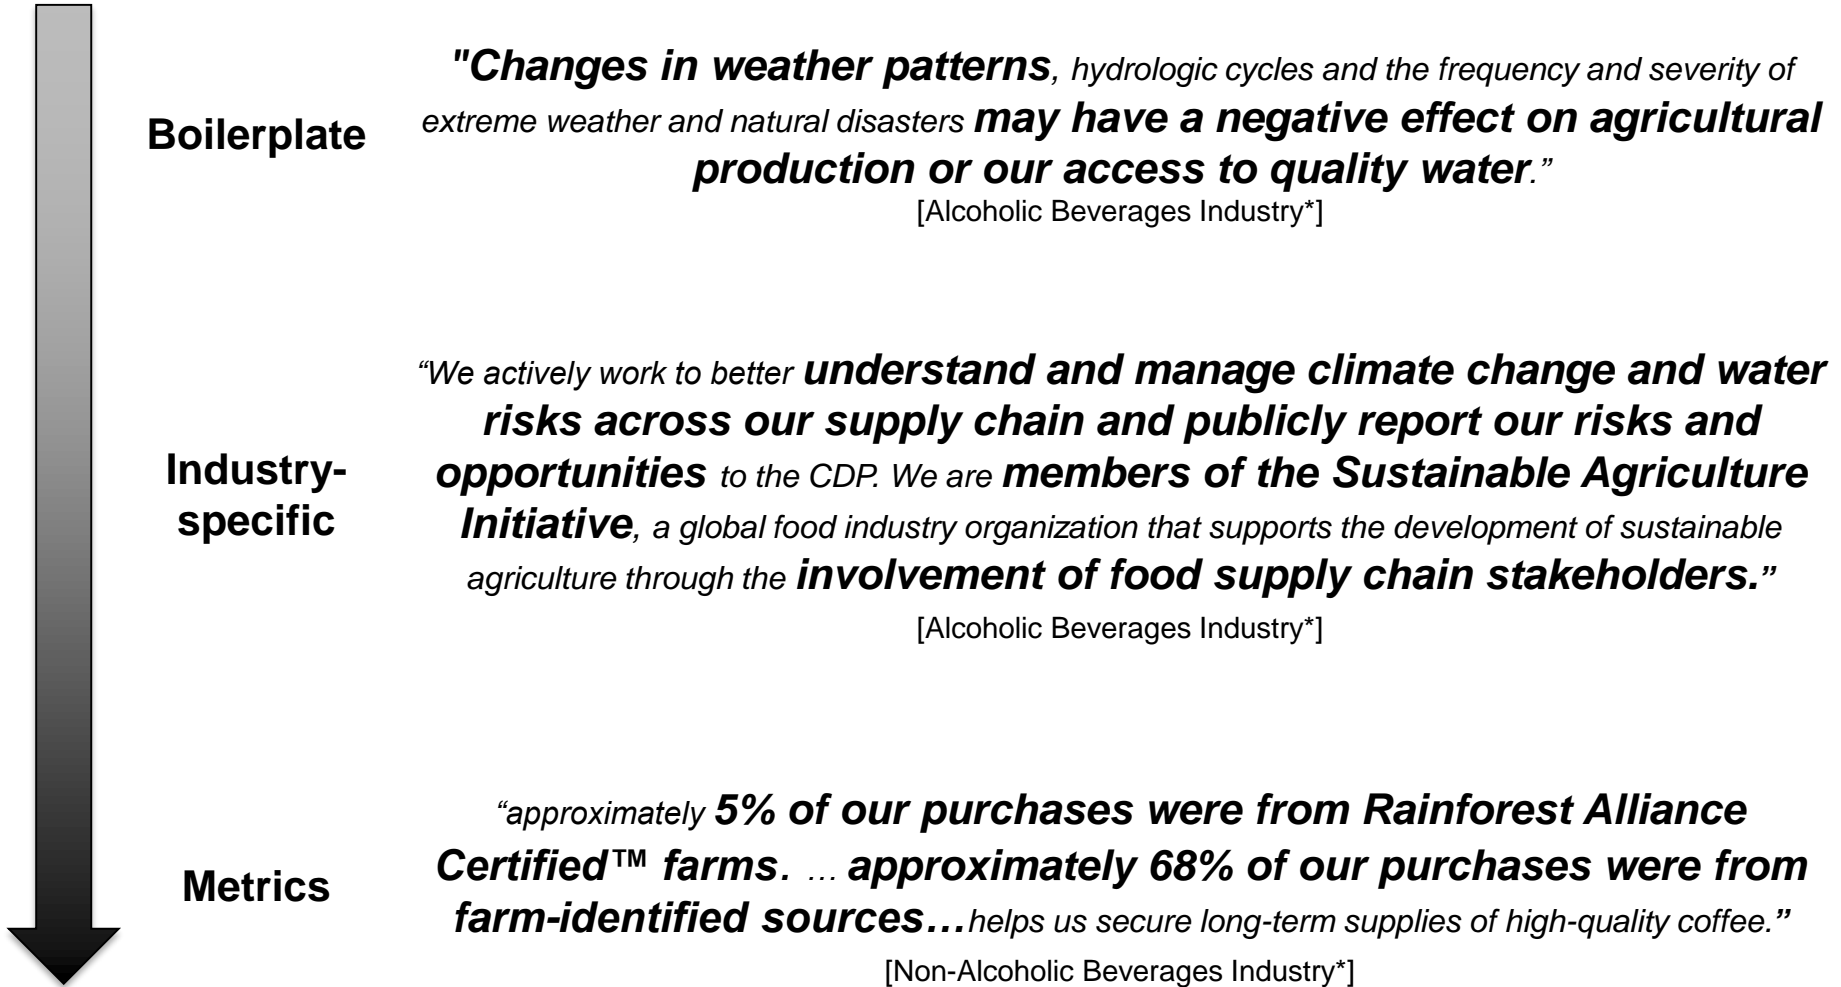 Boilerplate
"Changes in weather patterns, hydrologic cycles and the frequency and severity of
extreme weather and natural disasters may have a negative effect on agricultural
production or our access to quality water.”
[Alcoholic Beverages Industry*]
Industry-
specific
“We actively work to better understand and manage climate change and water
risks across our supply chain and publicly report our risks and
opportunities to the CDP. We are members of the Sustainable Agriculture
Initiative, a global food industry organization that supports the development of sustainable
agriculture through the involvement of food supply chain stakeholders.”
[Alcoholic Beverages Industry*]
Metrics
“approximately 5% of our purchases were from Rainforest Alliance
Certified™ farms. … approximately 68% of our purchases were from
farm-identified sources…helps us secure long-term supplies of high-quality coffee.”
[Non-Alcoholic Beverages Industry*]